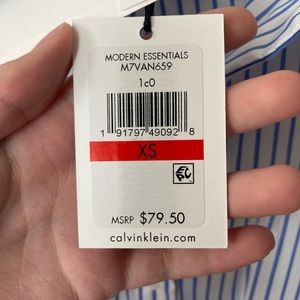 MODERN ESSENTIALS
M7VAN659
1c0
1 91797 49092 8
XS
MSRP $79.50
calvinklein.com